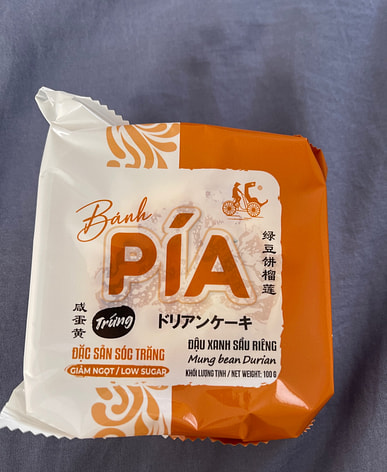 Bánh
PÍA
绿豆饼榴莲
咸蛋黄
Trứng
ドリアンケーキ
ĐẶC SẢN SÓC TRĂNG
GIẢM NGỌT / LOW SUGAR
ĐẬU XANH SẦU RIÊNG
Mung bean Durian
KHỐI LƯỢNG TỊNH / NET WEIGHT: 100 G